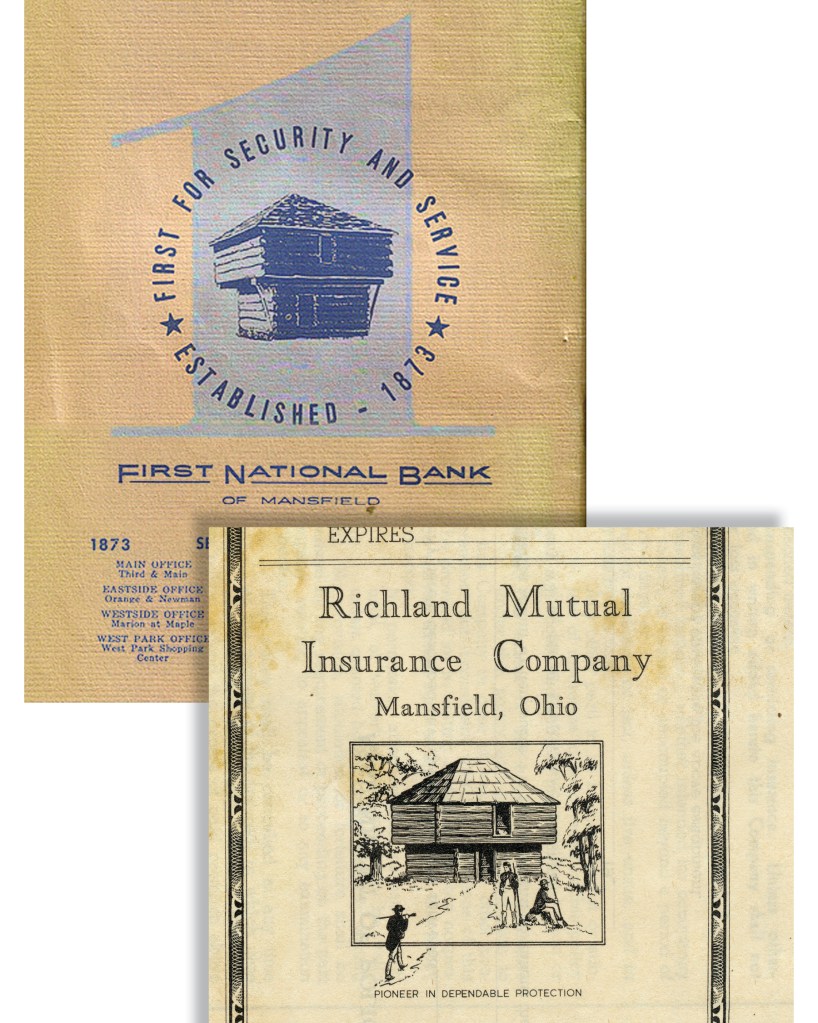 FIRST FOR SECURITY AND SERVICE
ESTABLISHED - 1873
FIRST NATIONAL BANK
OF MANSFIELD
1873
MAIN OFFICE
Third & Main
EASTSIDE OFFICE
Orange & Newman
WESTSIDE OFFICE
Marion at Maple
WEST PARK OFFICE
West Park Shopping
Center
EXPIRES
Richland Mutual
Insurance Company
Mansfield, Ohio
PIONEER IN DEPENDABLE PROTECTION